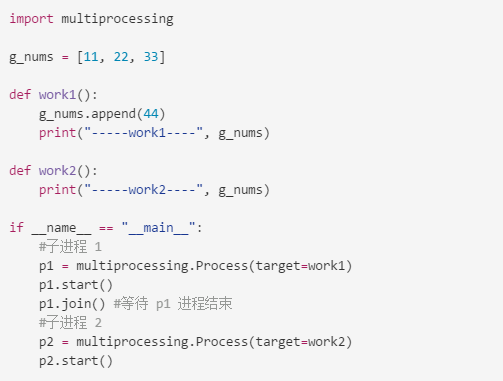 import multiprocessing
g_nums = [11, 22, 33]
def work1():
    g_nums.append(44)
    print("-----work1----", g_nums)
def work2():
    print("-----work2----", g_nums)
if __name__ == "__main__":
    #子进程 1
    p1 = multiprocessing.Process(target=work1)
    p1.start()
    p1.join() #等待 p1 进程结束
    #子进程 2
    p2 = multiprocessing.Process(target=work2)
    p2.start()